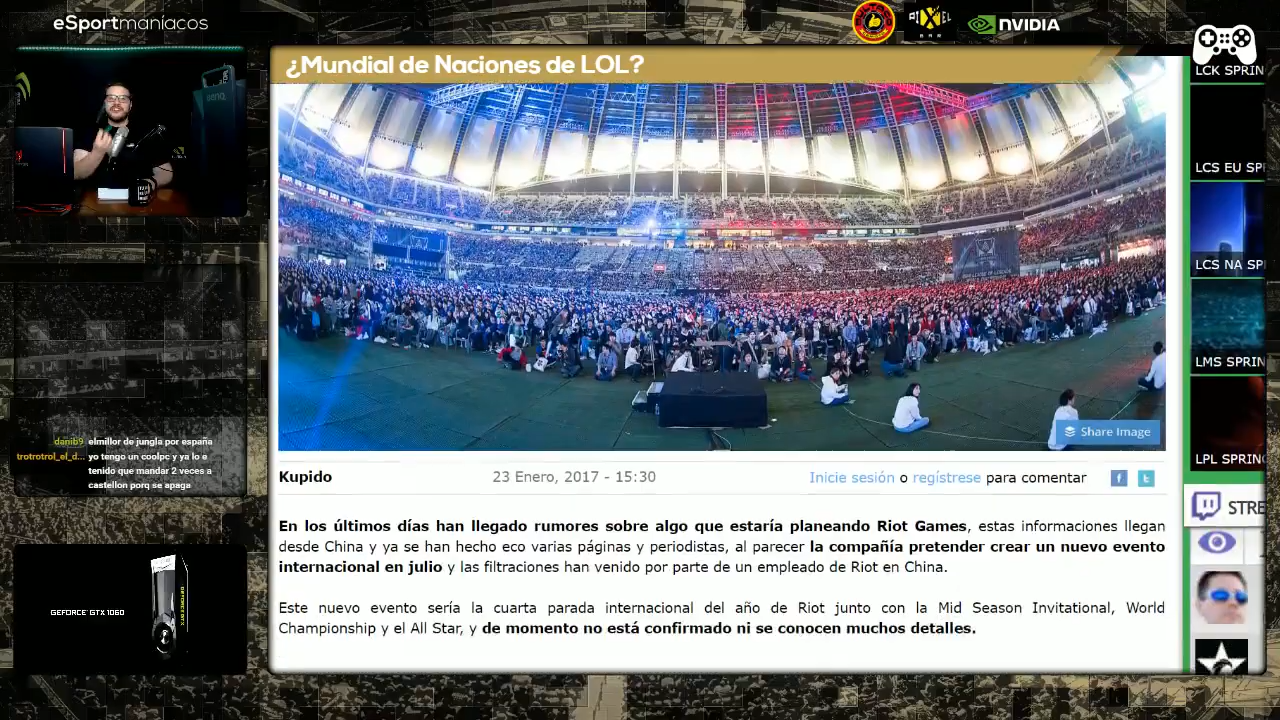 eSportmaníacos
PIXEL
BAR
NVIDIA
¿Mundial de Naciones de LOL?
LCK SPRIN
LCS EU SPI
LCS NA SPI
LMS SPRIN
LPL SPRING
STRE
Share Image
danib9 elmillor de jungla por españa
trotrotrol_el_d... yo tengo un coolpc y ya lo e
tenido que mandar 2 veces a
castellon porq se apaga
GEFORCE GTX 1060
Kupido
23 Enero, 2017 - 15:30
Inicie sesión o regístrese para comentar
En los últimos días han llegado rumores sobre algo que estaría planeando Riot Games, estas informaciones llegan
desde China y ya se han hecho eco varias páginas y periodistas, al parecer la compañía pretender crear un nuevo evento
internacional en julio y las filtraciones han venido por parte de un empleado de Riot en China.
Este nuevo evento sería la cuarta parada internacional del año de Riot junto con la Mid Season Invitational, World
Championship y el All Star, y de momento no está confirmado ni se conocen muchos detalles.